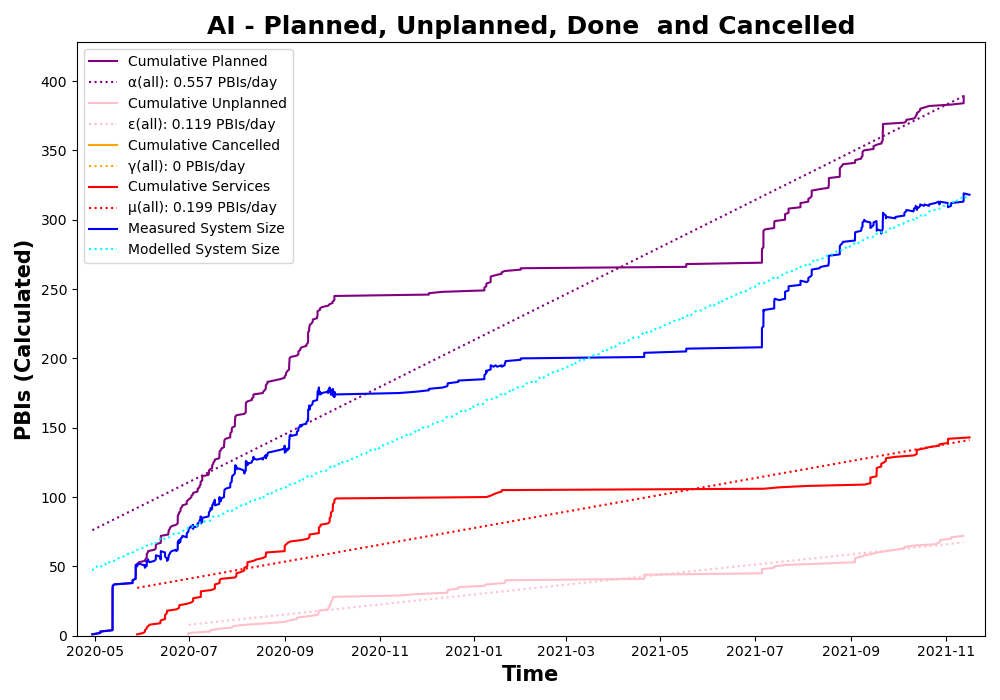 AI - Planned, Unplanned, Done  and Cancelled
PBIs (Calculated)
400
350
300
250
200
150
100
50
0
Cumulative Planned
α(all): 0.557 PBIs/day
Cumulative Unplanned
ε(all): 0.119 PBIs/day
Cumulative Cancelled
γ(all): 0 PBIs/day
Cumulative Services
μ(all): 0.199 PBIs/day
Measured System Size
Modelled System Size
2020-05 2020-07 2020-09 2020-11 2021-01 2021-03 2021-05 2021-07 2021-09 2021-11
Time